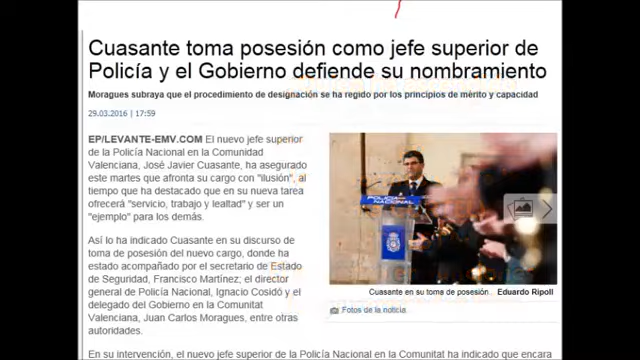 Cuasante toma posesión como jefe superior de
Policía y el Gobierno defiende su nombramiento
Moragues subraya que el procedimiento de designación se ha regido por los principios de mérito y capacidad
29.03.2016 | 17:59
EP/LEVANTE-EMV.COM El nuevo jefe superior
de la Policía Nacional en la Comunidad
Valenciana, José Javier Cuasante, ha asegurado
este martes que afronta su cargo con "ilusión", al
tiempo que ha destacado que en su nueva tarea
ofrecerá "servicio, trabajo y lealtad" y ser un
"ejemplo" para los demás.
Así lo ha indicado Cuasante en su discurso de
toma de posesión del nuevo cargo, donde ha
estado acompañado por el secretario de Estado
de Seguridad, Francisco Martínez; el director
general de Policía Nacional, Ignacio Cosidó y el
delegado del Gobierno en la Comunitat
Valenciana, Juan Carlos Moragues, entre otras
autoridades.
En su intervención, el nuevo jefe superior de la Policía Nacional en la Comunitat ha indicado que encara
POLICÍA
NACIONAL
Cuasante en su toma de posesión Eduardo Ripoll
Fotos de la noticia